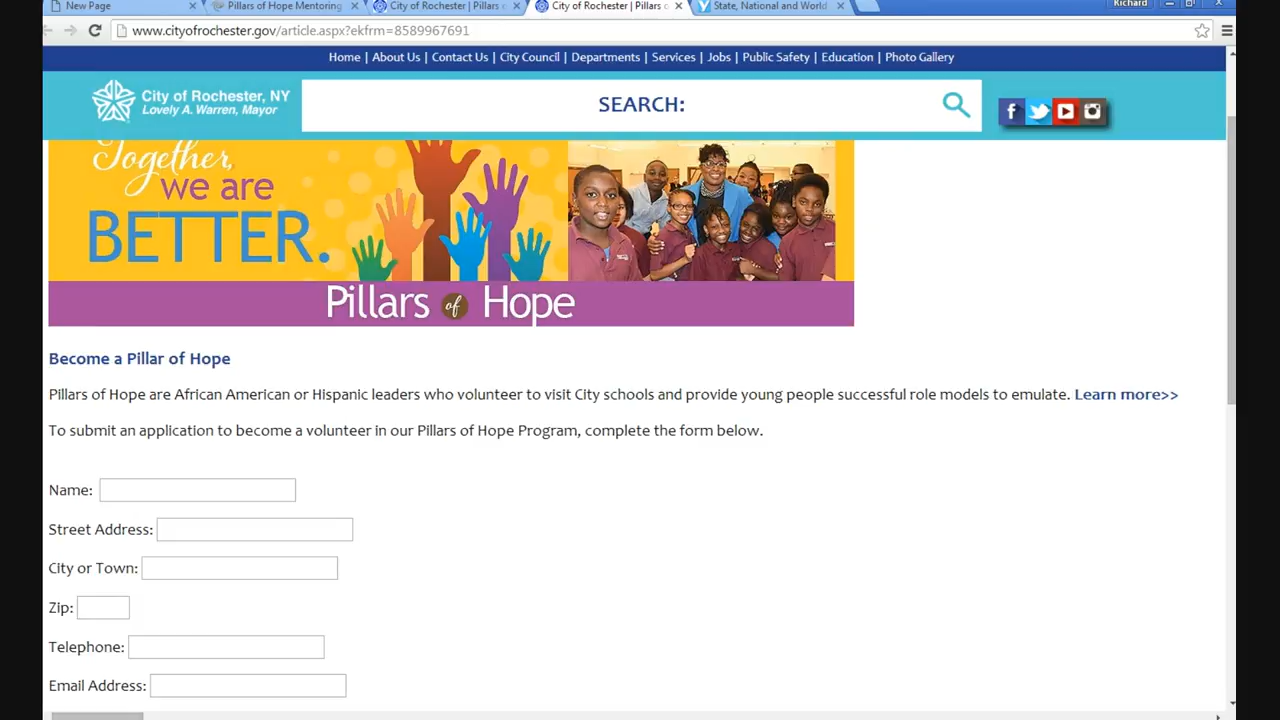 New Page
Pillars of Hope Mentoring
City of Rochester | Pillars
City of Rochester | Pillars o
State, National and World
Richard
www.cityofrochester.gov/article.aspx?ekfrm=8589967691
Home | About Us | Contact Us | City Council | Departments | Services | Jobs | Public Safety | Education | Photo Gallery
City of Rochester, NY
Lovely A. Warren, Mayor
SEARCH:
Together,
we are
BETTER.
Pillars of Hope
Become a Pillar of Hope
Pillars of Hope are African American or Hispanic leaders who volunteer to visit City schools and provide young people successful role models to emulate. Learn more>>
To submit an application to become a volunteer in our Pillars of Hope Program, complete the form below.
Name:
Street Address:
City or Town:
Zip:
Telephone:
Email Address: